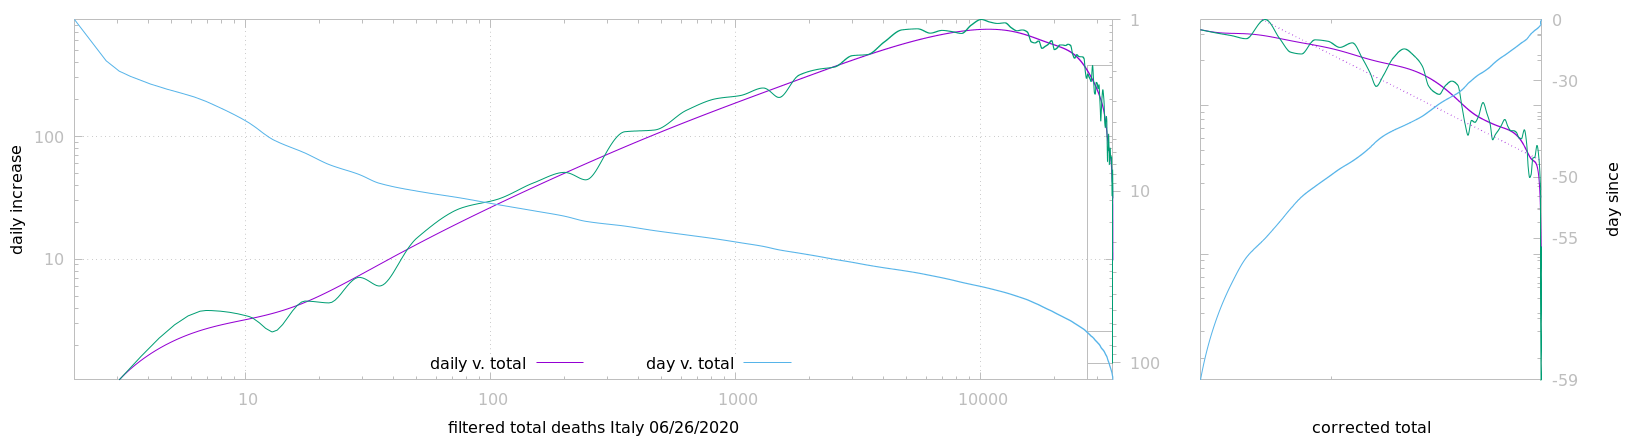 1
0
-30
100
daily increase
10
-50
day since
-55
10
daily v. total
day v. total
100
-59
10
100
1000
10000
filtered total deaths Italy 06/26/2020
corrected total